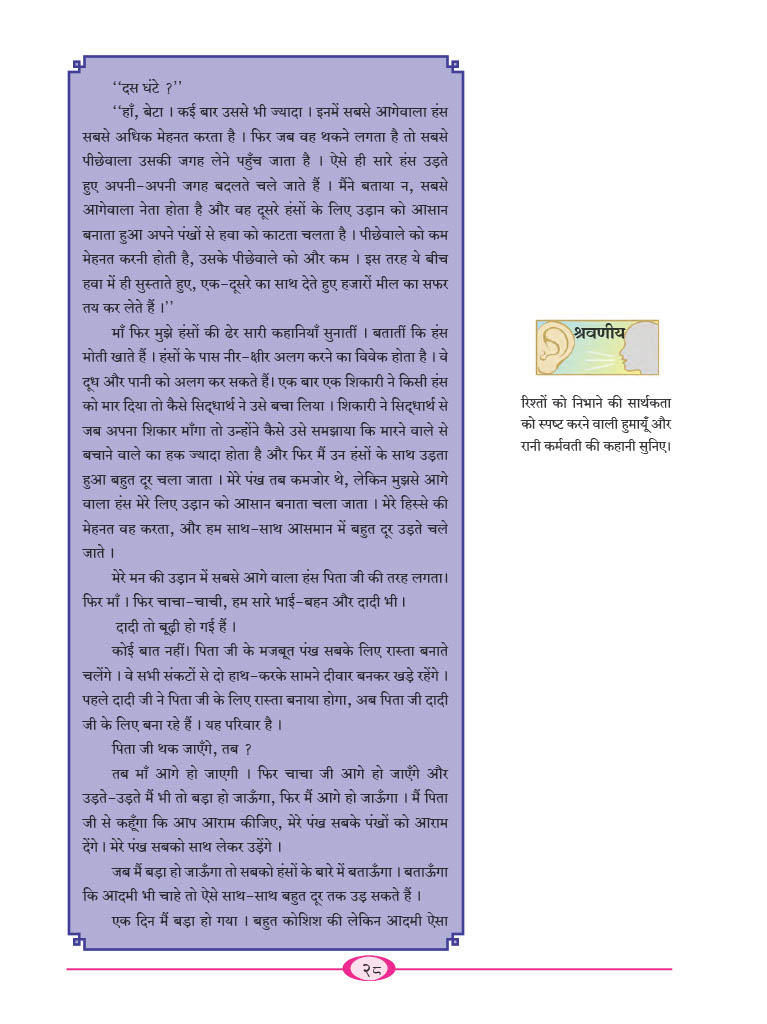 ‘‘दस घंटे ?’’
‘‘हाँ, बेटा । कई बार उससे भी ज्यादा । इनमें सबसे आगेवाला हंस
सबसे अधिक मेहनत करता है । फिर जब वह थकने लगता है तो सबसे
पीछेवाला उसकी जगह लेने पहुँच जाता है । ऐसे ही सारे हंस उड़ते
हुए अपनी-अपनी जगह बदलते चले जाते हैं । मैंने बताया न, सबसे
आगेवाला नेता होता है और वह दूसरे हंसों के लिए उड़ान को आसान
बनाता हुआ अपने पंखों से हवा को काटता चलता है । पीछेवाले को कम
मेहनत करनी होती है, उसके पीछेवाले को और कम । इस तरह ये बीच
हवा में ही सुस्ताते हुए, एक-दूसरे का साथ देते हुए हजारों मील का सफर
तय कर लेते हैं ।’’
माँ फिर मुझे हंसों की ढेर सारी कहानियाँ सुनातीं । बतातीं कि हंस
मोती खाते हैं । हंसों के पास नीर-क्षीर अलग करने का विवेक होता है । वे
दूध और पानी को अलग कर सकते हैं। एक बार एक शिकारी ने किसी हंस
को मार दिया तो कैसे सिद्धार्थ ने उसे बचा लिया । शिकारी ने सिद्धार्थ से
जब अपना शिकार माँगा तो उन्होंने कैसे उसे समझाया कि मारने वाले से
बचाने वाले का हक ज्यादा होता है और फिर मैं उन हंसों के साथ उड़ता
हुआ बहुत दूर चला जाता । मेरे पंख तब कमजोर थे, लेकिन मुझसे आगे
वाला हंस मेरे लिए उड़ान को आसान बनाता चला जाता । मेरे हिस्से की
मेहनत वह करता, और हम साथ-साथ आसमान में बहुत दूर उड़ते चले
जाते ।
मेरे मन की उड़ान में सबसे आगे वाला हंस पिता जी की तरह लगता।
फिर माँ । फिर चाचा-चाची, हम सारे भाई-बहन और दादी भी ।
दादी तो बूढ़ी हो गई हैं ।
कोई बात नहीं। पिता जी के मजबूत पंख सबके लिए रास्ता बनाते
चलेंगे । वे सभी संकटों से दो हाथ-करके सामने दीवार बनकर खड़े रहेंगे ।
पहले दादी जी ने पिता जी के लिए रास्ता बनाया होगा, अब पिता जी दादी
जी के लिए बना रहे हैं । यह परिवार है ।
पिता जी थक जाएँगे, तब ?
तब माँ आगे हो जाएगी । फिर चाचा जी आगे हो जाएँगे और
उड़ते-उड़ते मैं भी तो बड़ा हो जाऊँगा, फिर मैं आगे हो जाऊँगा । मैं पिता
जी से कहूँगा कि आप आराम कीजिए, मेरे पंख सबके पंखों को आराम
देंगे । मेरे पंख सबको साथ लेकर उड़ेंगे ।
जब मैं बड़ा हो जाऊँगा तो सबको हंसों के बारे में बताऊँगा । बताऊँगा
कि आदमी भी चाहे तो ऐसे साथ-साथ बहुत दूर तक उड़ सकते हैं ।
एक दिन मैं बड़ा हो गया । बहुत कोशिश की लेकिन आदमी ऐसा
श्रवणीय
रिश्तों को निभाने की सार्थकता
को स्पष्ट करने वाली हुमायूँ और
रानी कर्मवती की कहानी सुनिए।
२८